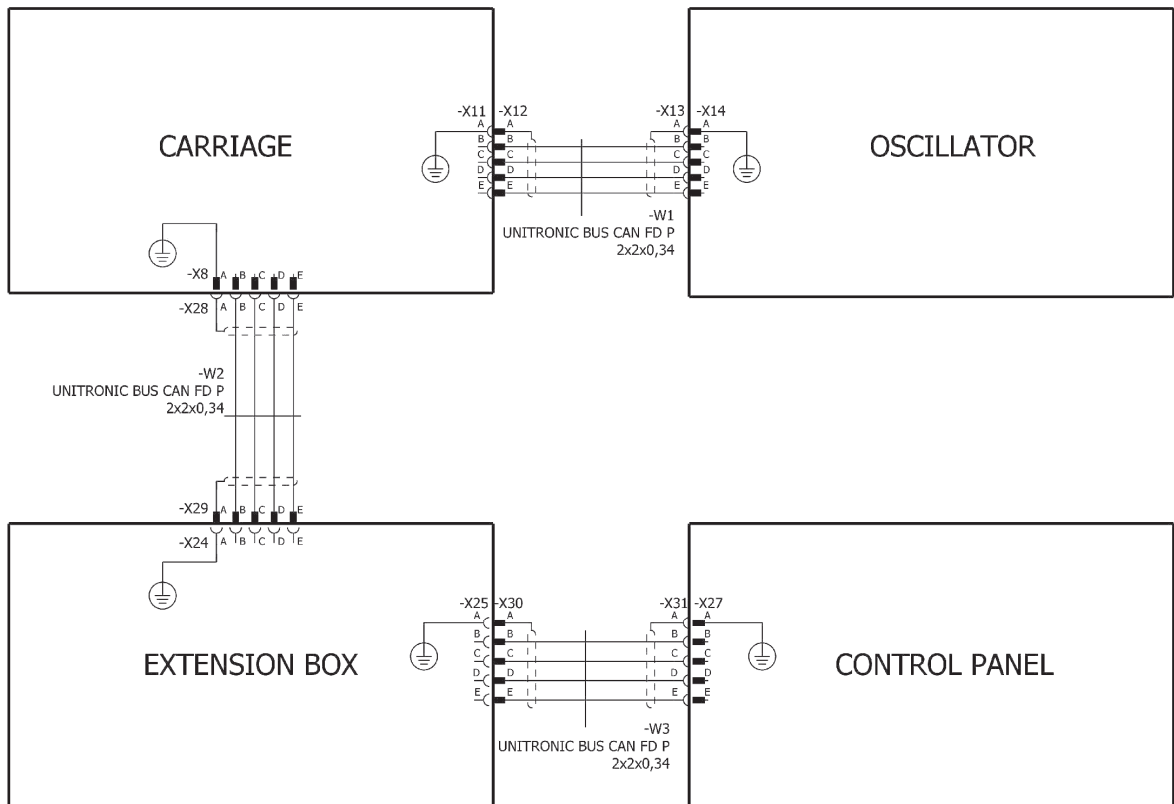 -X11 -X12
-X13 -X14
A A
A A
B B
B B
CARRIAGE
C C
C C
OSCILLATOR
D D
D D
E E
E E
-W1
UNITRONIC BUS CAN FD P
2x2x0,34
-X8 A B C D E
-X28 A B C D E
-W2
UNITRONIC BUS CAN FD P
2x2x0,34
-X29 A B C D E
-X24 A B C D E
-X25 -X30
-X31 -X27
A A
A A
B B
B B
EXTENSION BOX
C C
C C
CONTROL PANEL
D D
D D
E E
E E
-W3
UNITRONIC BUS CAN FD P
2x2x0,34